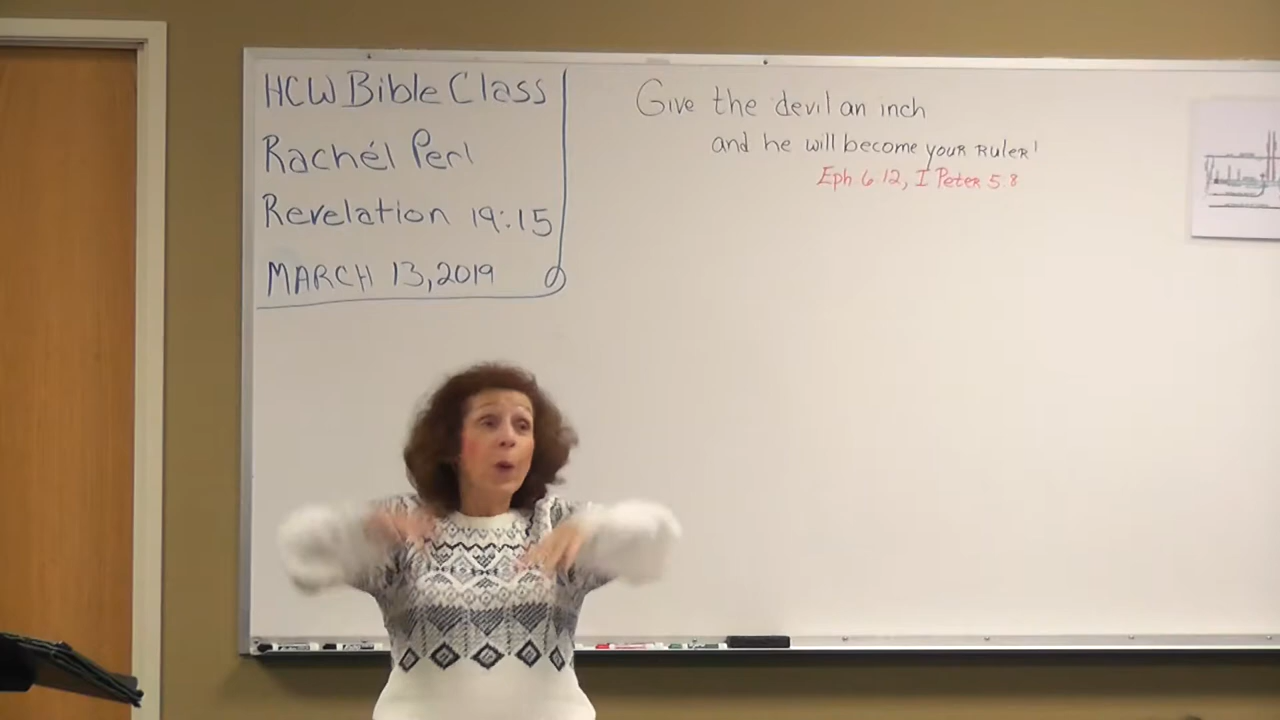 HCW Bible Class
Rachél Perl
Revelation 19:15
MARCH 13, 2019
Give the devil an inch
and he will become your Ruler!
Eph 6:12, I Peter 5:8